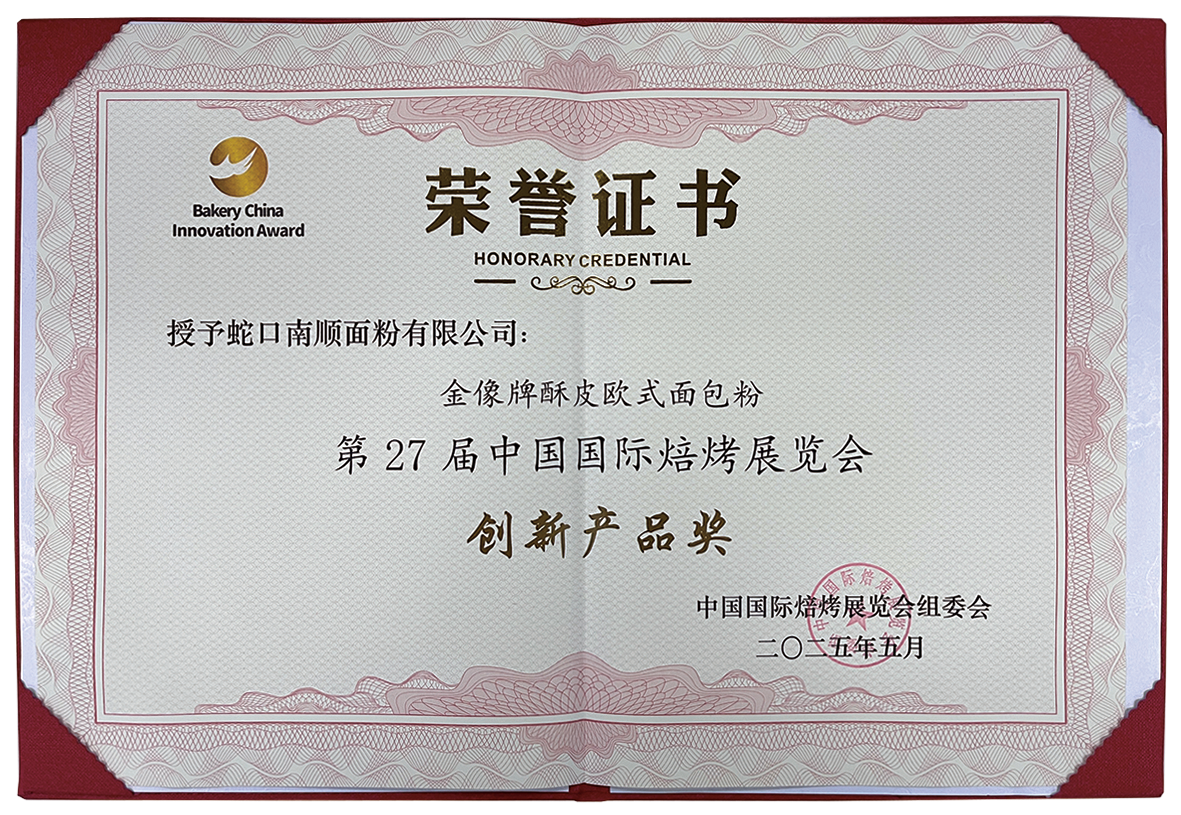 Bakery China
Innovation Award
荣誉证书
HONORARY CREDENTIAL
授予蛇口南顺面粉有限公司:
金像牌酥皮欧式面包粉
第 27 届中国国际焙烤展览会
创新产品奖
中国国际焙烤展览会组委会
二〇二五年五月